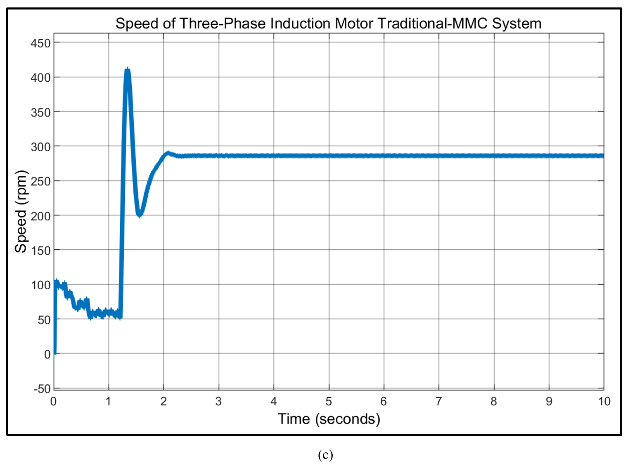 Speed of Three-Phase Induction Motor Traditional-MMC System
450
400
350
300
250
200
150
100
50
0
-50
Speed (rpm)
0 1 2 3 4 5 6 7 8 9 10
Time (seconds)
(c)